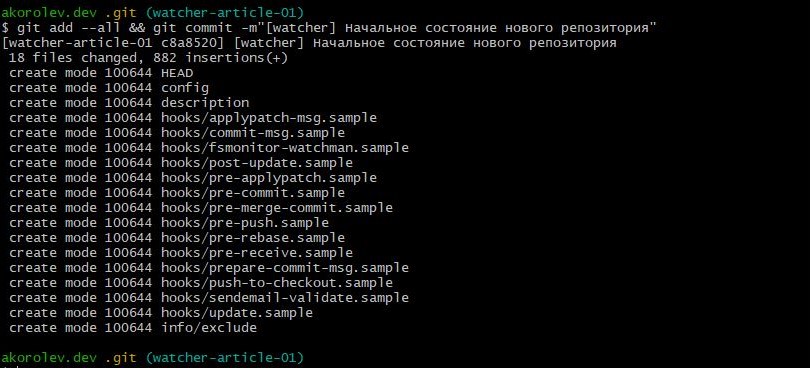 akorolev.dev .git (watcher-article-01)
$ git add --all && git commit -m"[watcher] Начальное состояние нового репозитория"
[watcher-article-01 c8a8520] [watcher] Начальное состояние нового репозитория
 18 files changed, 882 insertions(+)
 create mode 100644 HEAD
 create mode 100644 config
 create mode 100644 description
 create mode 100644 hooks/applypatch-msg.sample
 create mode 100644 hooks/commit-msg.sample
 create mode 100644 hooks/fsmonitor-watchman.sample
 create mode 100644 hooks/post-update.sample
 create mode 100644 hooks/pre-applypatch.sample
 create mode 100644 hooks/pre-commit.sample
 create mode 100644 hooks/pre-merge-commit.sample
 create mode 100644 hooks/pre-push.sample
 create mode 100644 hooks/pre-rebase.sample
 create mode 100644 hooks/pre-receive.sample
 create mode 100644 hooks/prepare-commit-msg.sample
 create mode 100644 hooks/push-to-checkout.sample
 create mode 100644 hooks/sendemail-validate.sample
 create mode 100644 hooks/update.sample
 create mode 100644 info/exclude
akorolev.dev .git (watcher-article-01)